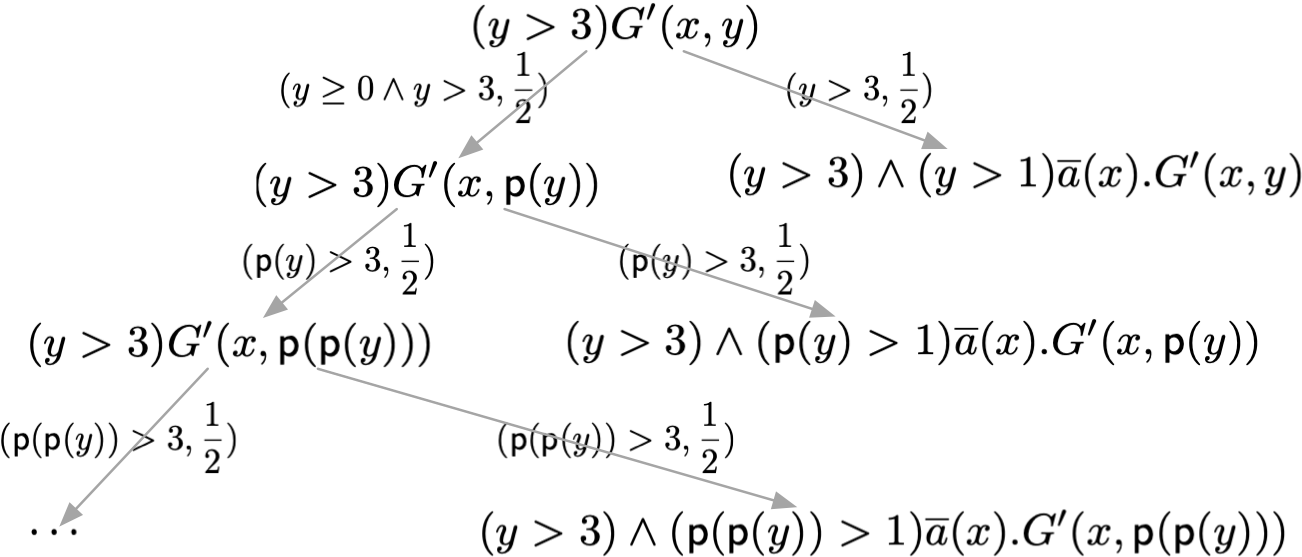 (y > 3)G′(x, y)
(y ≥ 0 ∧ y > 3, 1/2) (y > 3, 1/2)
(y > 3)G′(x, p(y)) (y > 3) ∧ (y > 1)a̅(x).G′(x, y)
(p(y) > 3, 1/2) (p(y) > 3, 1/2)
(y > 3)G′(x, p(p(y))) (y > 3) ∧ (p(y) > 1)a̅(x).G′(x, p(y))
(p(p(y)) > 3, 1/2) (p(p(y)) > 3, 1/2)
... (y > 3) ∧ (p(p(y)) > 1)a̅(x).G′(x, p(p(y)))